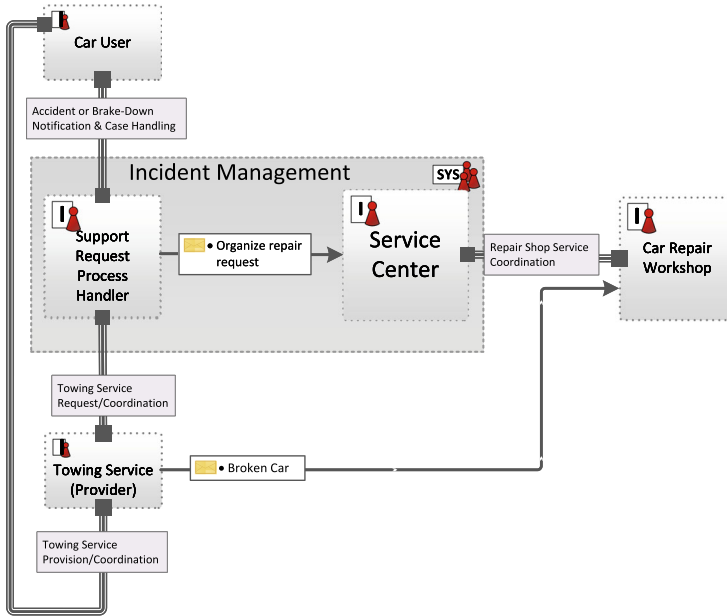 I
Car User
Accident or Brake-Down
Notification & Case Handling
Incident Management
SYS
I
Support
Request
Process
Handler
• Organize repair
request
I
Service
Center
Repair Shop Service
Coordination
I
Car Repair
Workshop
Towing Service
Request/Coordination
I
Towing Service
(Provider)
• Broken Car
Towing Service
Provision/Coordination